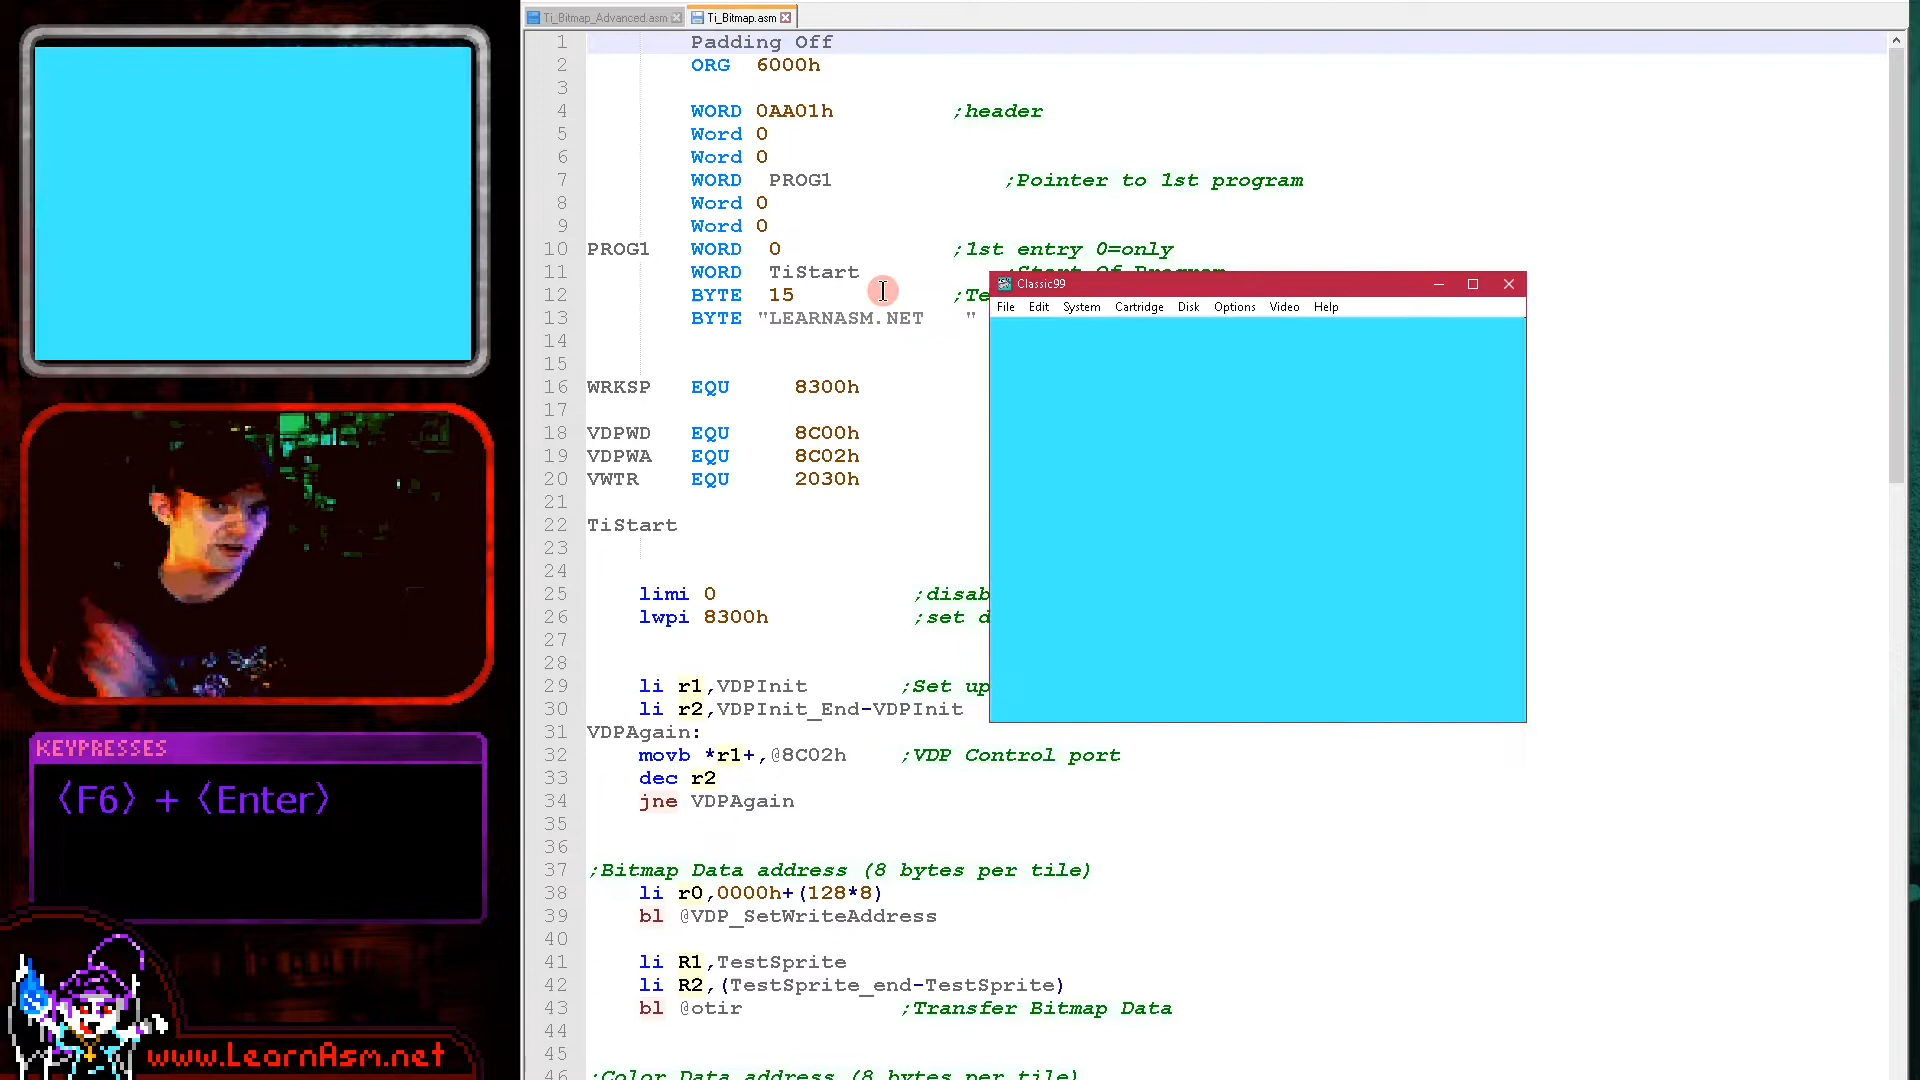 Ti_Bitmap_Advanced.asm
Ti_Bitmap.asm
1 Padding Off
2 ORG 6000h
3
4 WORD 0AA01h ;header
5 Word 0
6 Word 0
7 WORD PROG1 ;Pointer to 1st program
8 Word 0
9 Word 0
10 PROG1 WORD 0 ;1st entry 0=only
11 WORD TiStart ;Start Of Program
12 BYTE 15 ;Te
13 BYTE "LEARNASM.NET "
14
15
16 WRKSP EQU 8300h
17
18 VDPWD EQU 8C00h
19 VDPWA EQU 8C02h
20 VWTR EQU 2030h
21
22 TiStart
23
24
25 limi 0 ;disab
26 lwpi 8300h ;set d
27
28
29 li r1,VDPInit ;Set up
30 li r2,VDPInit_End-VDPInit
31 VDPAgain:
32 movb *r1+,@8C02h ;VDP Control port
33 dec r2
34 jne VDPAgain
35
36
37 ;Bitmap Data address (8 bytes per tile)
38 li r0,0000h+(128*8)
39 bl @VDP_SetWriteAddress
40
41 li R1,TestSprite
42 li R2,(TestSprite_end-TestSprite)
43 bl @otir ;Transfer Bitmap Data
44
45
46 ;Color Data address (8 bytes per tile)
Classic99
File Edit System Cartridge Disk Options Video Help
KEYPRESSES
〈F6〉 + 〈Enter〉
www.LearnAsm.net